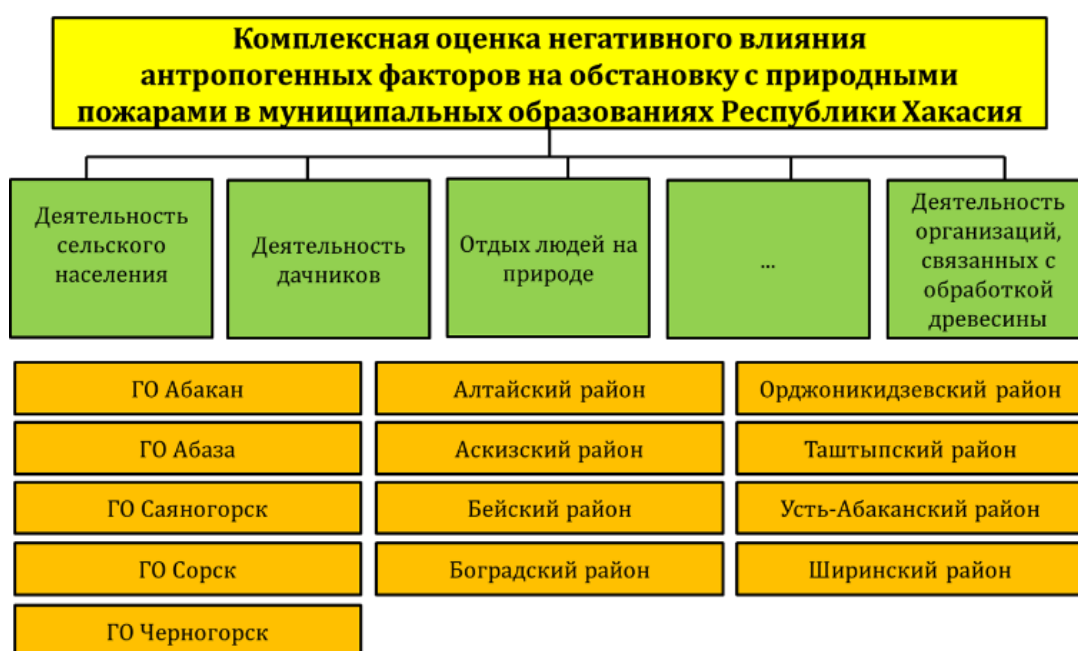 Комплексная оценка негативного влияния
антропогенных факторов на обстановку с природными
пожарами в муниципальных образованиях Республики Хакасия
Деятельность
сельского
населения
Деятельность
дачников
Отдых людей на
природе
...
Деятельность
организаций,
связанных с
обработкой
древесины
ГО Абакан
Алтайский район
Орджоникидзевский район
ГО Абаза
Аскизский район
Таштыпский район
ГО Саяногорск
Бейский район
Усть-Абаканский район
ГО Сорск
Боградский район
Ширинский район
ГО Черногорск